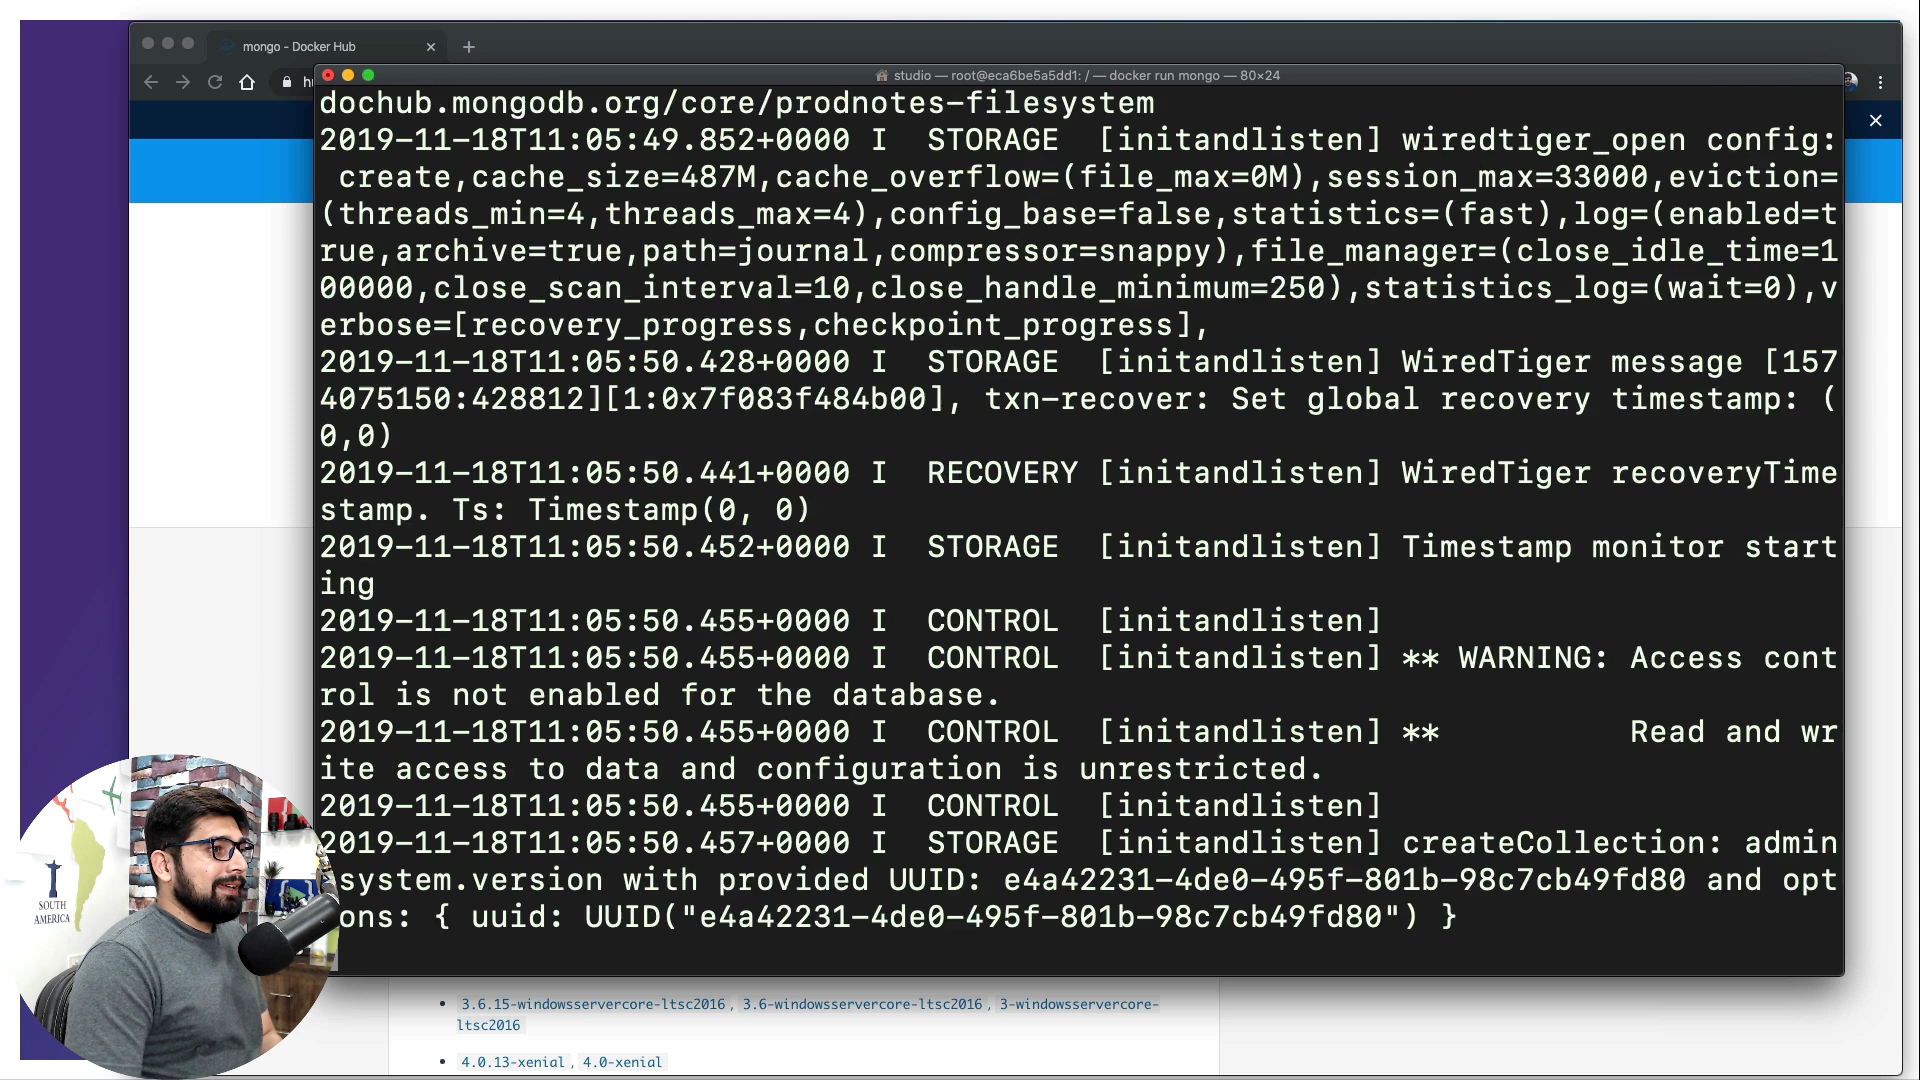 mongo - Docker Hub
studio — root@eca6be5a5dd1: / — docker run mongo — 80×24
dochub.mongodb.org/core/prodnotes-filesystem
2019-11-18T11:05:49.852+0000 I  STORAGE  [initandlisten] wiredtiger_open config:
 create,cache_size=487M,cache_overflow=(file_max=0M),session_max=33000,eviction=
(threads_min=4,threads_max=4),config_base=false,statistics=(fast),log=(enabled=t
rue,archive=true,path=journal,compressor=snappy),file_manager=(close_idle_time=1
00000,close_scan_interval=10,close_handle_minimum=250),statistics_log=(wait=0),v
erbose=[recovery_progress,checkpoint_progress],
2019-11-18T11:05:50.428+0000 I  STORAGE  [initandlisten] WiredTiger message [157
4075150:428812][1:0x7f083f484b00], txn-recover: Set global recovery timestamp: (
0,0)
2019-11-18T11:05:50.441+0000 I  RECOVERY [initandlisten] WiredTiger recoveryTime
stamp. Ts: Timestamp(0, 0)
2019-11-18T11:05:50.452+0000 I  STORAGE  [initandlisten] Timestamp monitor start
ing
2019-11-18T11:05:50.455+0000 I  CONTROL  [initandlisten]
2019-11-18T11:05:50.455+0000 I  CONTROL  [initandlisten] ** WARNING: Access cont
rol is not enabled for the database.
2019-11-18T11:05:50.455+0000 I  CONTROL  [initandlisten] **          Read and wr
ite access to data and configuration is unrestricted.
2019-11-18T11:05:50.455+0000 I  CONTROL  [initandlisten]
2019-11-18T11:05:50.457+0000 I  STORAGE  [initandlisten] createCollection: admin
system.version with provided UUID: e4a42231-4de0-495f-801b-98c7cb49fd80 and opt
ons: { uuid: UUID("e4a42231-4de0-495f-801b-98c7cb49fd80") }
SOUTH
AMERICA
3.6.15-windowsservercore-ltsc2016, 3.6-windowsservercore-ltsc2016, 3-windowsservercore-
ltsc2016
4.0.13-xenial, 4.0-xenial